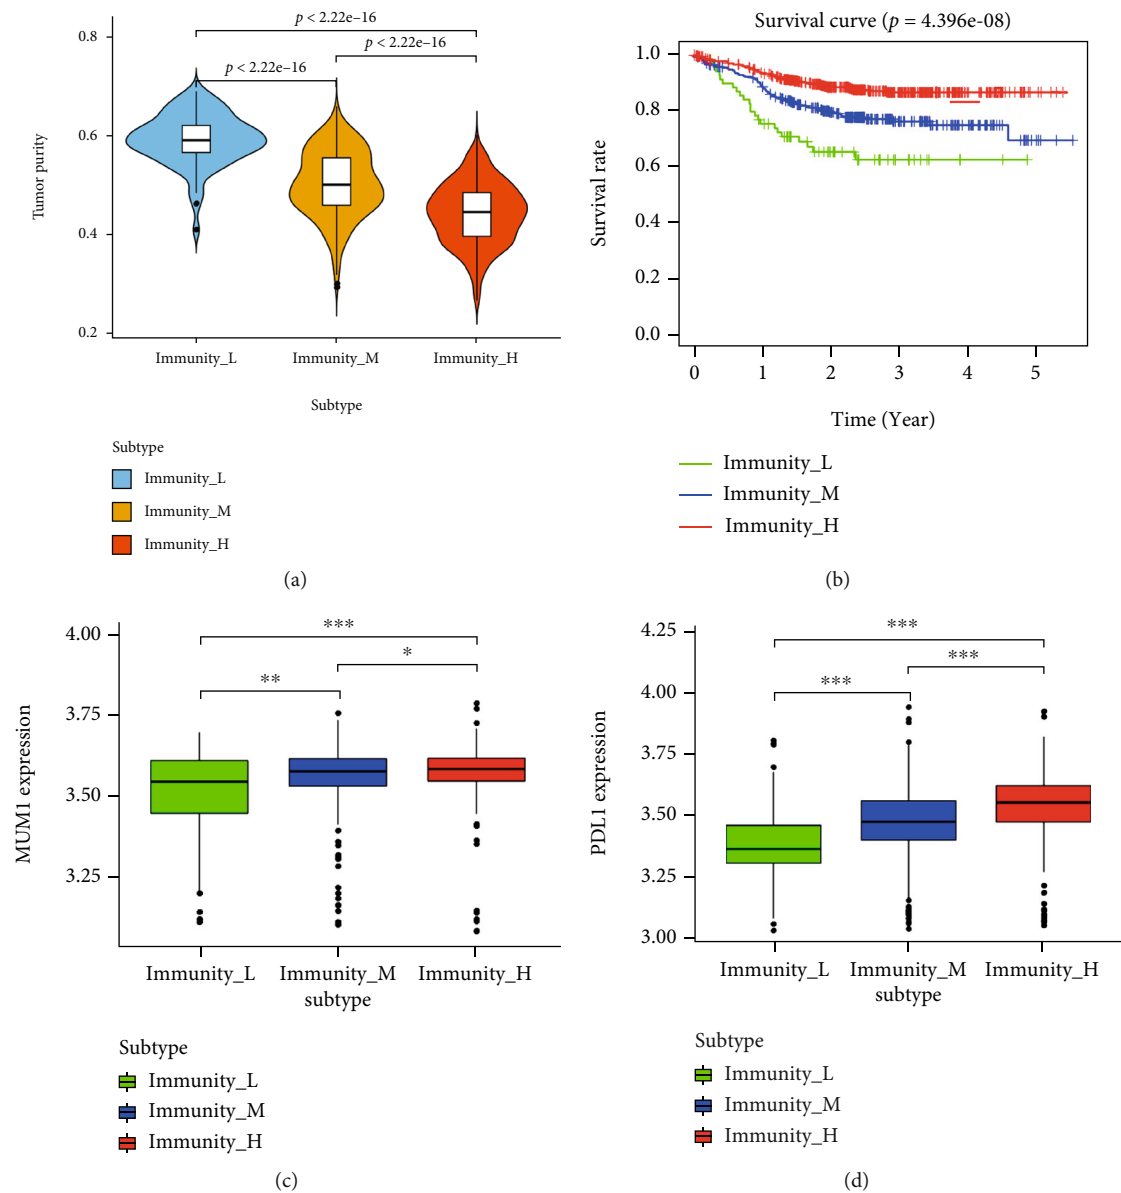 p < 2.22e–16
p < 2.22e–16
p < 2.22e–16
0.8
0.6
0.4
0.2
Tumor purity
Immunity_L
Immunity_M
Immunity_H
Subtype
Subtype
Immunity_L
Immunity_M
Immunity_H
(a)
Survival curve (p = 4.396e-08)
1.0
0.8
0.6
0.4
0.2
0.0
Survival rate
0 1 2 3 4 5
Time (Year)
Immunity_L
Immunity_M
Immunity_H
(b)
***
*
**
4.00
3.75
3.50
3.25
MUM1 expression
Immunity_L
Immunity_M
Immunity_H
subtype
Subtype
Immunity_L
Immunity_M
Immunity_H
(c)
***
***
***
4.25
4.00
3.75
3.50
3.25
3.00
PDL1 expression
Immunity_L
Immunity_M
Immunity_H
subtype
Subtype
Immunity_L
Immunity_M
Immunity_H
(d)